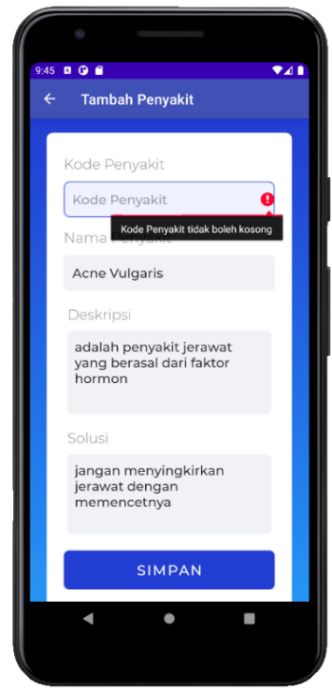 9:45
Tambah Penyakit
Kode Penyakit
Kode Penyakit
Kode Penyakit tidak boleh kosong
Nama Penyakit
Acne Vulgaris
Deskripsi
adalah penyakit jerawat
yang berasal dari faktor
hormon
Solusi
jangan menyingkirkan
jerawat dengan
memencetnya
SIMPAN